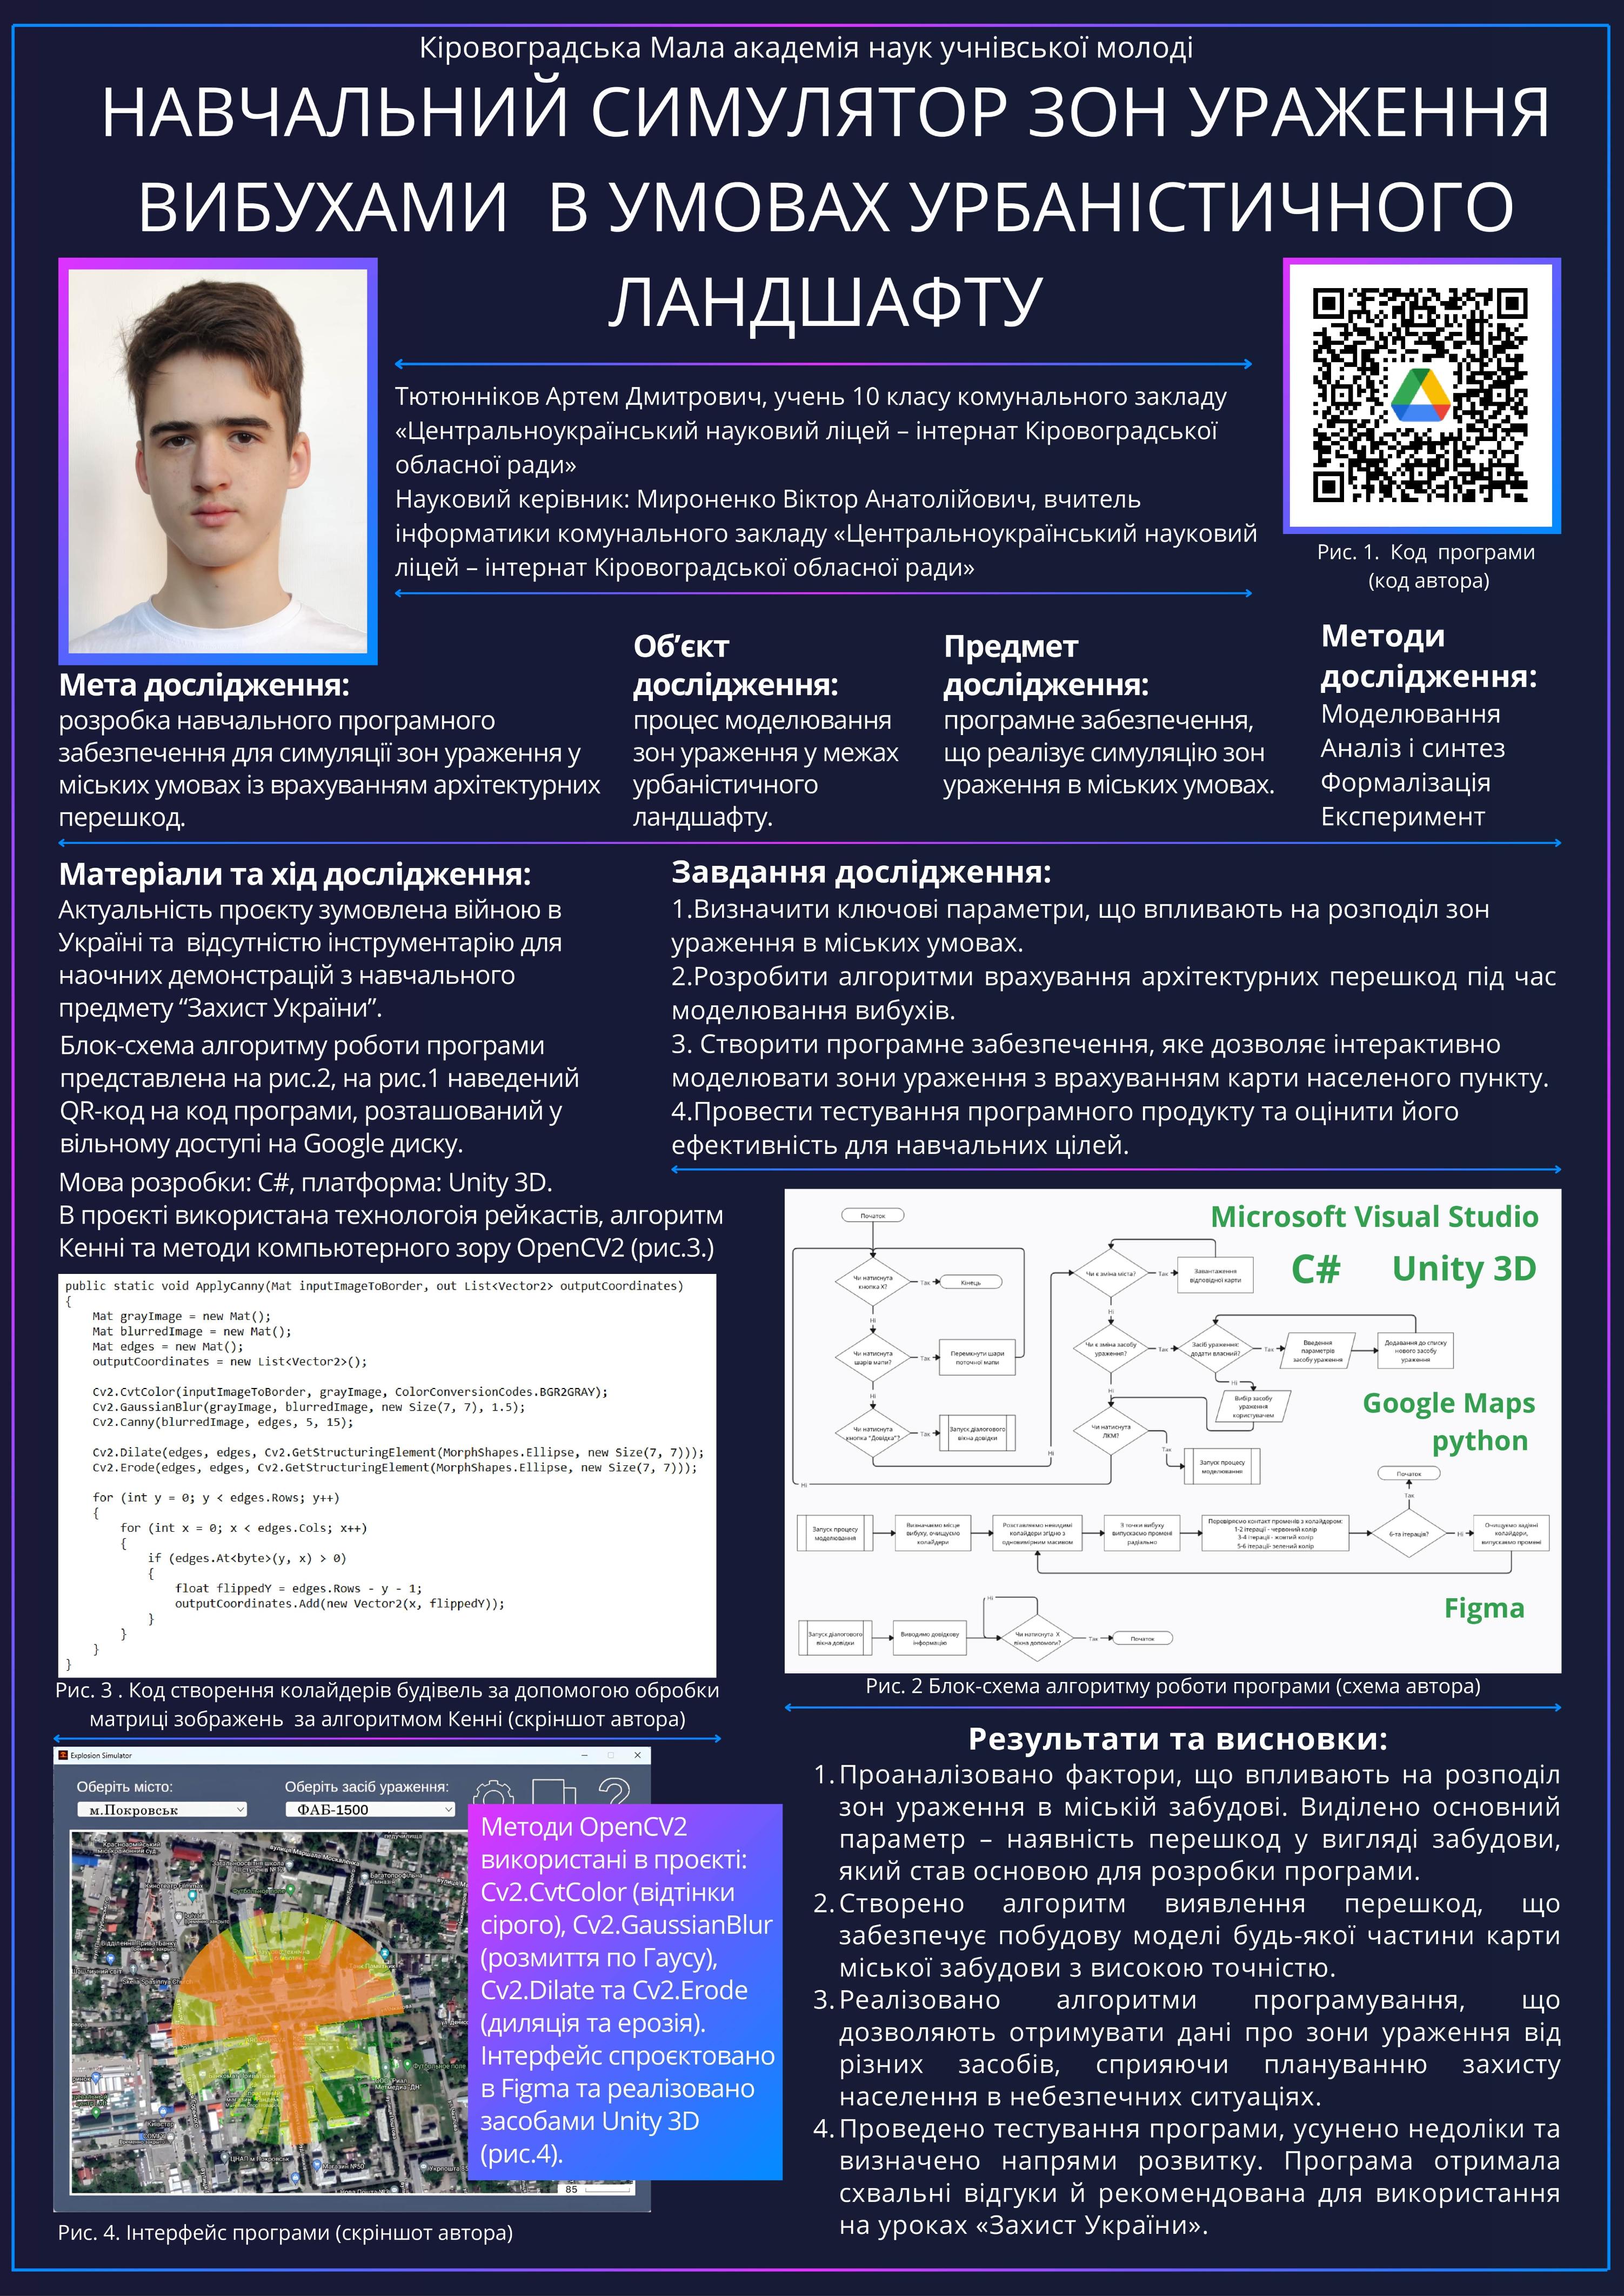 Кіровоградська Мала академія наук учнівської молоді
НАВЧАЛЬНИЙ СИМУЛЯТОР ЗОН УРАЖЕННЯ
ВИБУХАМИ В УМОВАХ УРБАНІСТИЧНОГО
ЛАНДШАФТУ
Тютюнніков Артем Дмитрович, учень 10 класу комунального закладу
«Центральноукраїнський науковий ліцей – інтернат Кіровоградської
обласної ради»
Науковий керівник: Мироненко Віктор Анатолійович, вчитель
інформатики комунального закладу «Центральноукраїнський науковий
ліцей – інтернат Кіровоградської обласної ради»
Рис. 1. Код програми
(код автора)
Мета дослідження:
розробка навчального програмного
забезпечення для симуляції зон ураження у
міських умовах із врахуванням архітектурних
перешкод.
Об’єкт
дослідження:
процес моделювання
зон ураження у межах
урбаністичного
ландшафту.
Предмет
дослідження:
програмне забезпечення,
що реалізує симуляцію зон
ураження в міських умовах.
Методи
дослідження:
Моделювання
Аналіз і синтез
Формалізація
Експеримент
Матеріали та хід дослідження:
Актуальність проєкту зумовлена війною в
Україні та відсутністю інструментарію для
наочних демонстрацій з навчального
предмету “Захист України”.
Блок-схема алгоритму роботи програми
представлена на рис.2, на рис.1 наведений
QR-код на код програми, розташований у
вільному доступі на Google диску.
Мова розробки: C#, платформа: Unity 3D.
В проєкті використана технологоія рейкастів, алгоритм
Кенні та методи компьютерного зору OpenCV2 (рис.3.)
Завдання дослідження:
1.Визначити ключові параметри, що впливають на розподіл зон
ураження в міських умовах.
2.Розробити алгоритми врахування архітектурних перешкод під час
моделювання вибухів.
3. Створити програмне забезпечення, яке дозволяє інтерактивно
моделювати зони ураження з врахуванням карти населеного пункту.
4.Провести тестування програмного продукту та оцінити його
ефективність для навчальних цілей.
public static void ApplyCanny(Mat inputImageToBorder, out List<Vector2> outputCoordinates)
{
Mat grayImage = new Mat();
Mat blurredImage = new Mat();
Mat edges = new Mat();
outputCoordinates = new List<Vector2>();
Cv2.CvtColor(inputImageToBorder, grayImage, ColorConversionCodes.BGR2GRAY);
Cv2.GaussianBlur(grayImage, blurredImage, new Size(7, 7), 1.5);
Cv2.Canny(blurredImage, edges, 5, 15);
Cv2.Dilate(edges, edges, Cv2.GetStructuringElement(MorphShapes.Ellipse, new Size(7, 7)));
Cv2.Erode(edges, edges, Cv2.GetStructuringElement(MorphShapes.Ellipse, new Size(7, 7)));
for (int y = 0; y < edges.Rows; y++)
{
for (int x = 0; x < edges.Cols; x++)
{
if (edges.At<byte>(y, x) > 0)
{
float flippedY = edges.Rows - y - 1;
outputCoordinates.Add(new Vector2(x, flippedY));
}
}
}
}
Рис. 3 . Код створення колайдерів будівель за допомогою обробки
матриці зображень за алгоритмом Кенні (скріншот автора)
Microsoft Visual Studio
C# Unity 3D
Google Maps
python
Figma
Початок
Чи натиснута
кнопка X?
Так
Кінець
Ні
Чи натиснута
шарів мапи?
Так
Перемкнути шари
поточної мапи
Ні
Чи натиснута
кнопка "Довідка"?
Так
Запуск діалогового
вікна довідки
Ні
Ні
Чи є зміна міста?
Так
Завантаження
відповідної карти
Ні
Чи є зміна засобу
ураження?
Так
Засіб ураження:
додати власний?
Так
Введення
параметрів
засобу ураження
Додавання до списку
нового засобу
ураження
Ні
Вибір засобу
ураження
користувачем
Ні
Чи натиснута
ЛКМ?
Так
Запуск процесу
моделювання
Початок
Так
Запуск процесу
моделювання
Визначаємо місце
вибуху, очищуємо
колайдери
Розставляємо невидимі
колайдери згідно з
одновимірним масивом
З точки вибуху
випускаємо промені
радіально
Перевіряємо контакт променів з колайдером:
1-2 ітерації - червоний колір
3-4 ітерації - жовтий колір
5-6 ітерації- зелений колір
6-та ітерація?
Ні
Очищуємо задіяні
колайдери,
випускаємо промені
Запуск діалогового
вікна довідки
Виводимо довідкову
інформацію
Ні
Чи натиснута X
вікна допомоги?
Так
Початок
Рис. 2 Блок-схема алгоритму роботи програми (схема автора)
Explosion Simulator
Оберіть місто:
м.Покровськ
Оберіть засіб ураження:
ФАБ-1500
ЦНАП м Покровськ
Магазин №50
Укрпошта
85
Методи OpenCV2
використані в проєкті:
Cv2.CvtColor (відтінки
сірого), Cv2.GaussianBlur
(розмиття по Гаусу),
Cv2.Dilate та Cv2.Erode
(диляція та ерозія).
Інтерфейс спроєктовано
в Figma та реалізовано
засобами Unity 3D
(рис.4).
Рис. 4. Інтерфейс програми (скріншот автора)
Результати та висновки:
1. Проаналізовано фактори, що впливають на розподіл
зон ураження в міській забудові. Виділено основний
параметр – наявність перешкод у вигляді забудови,
який став основою для розробки програми.
2. Створено алгоритм виявлення перешкод, що
забезпечує побудову моделі будь-якої частини карти
міської забудови з високою точністю.
3. Реалізовано алгоритми програмування, що
дозволяють отримувати дані про зони ураження від
різних засобів, сприяючи плануванню захисту
населення в небезпечних ситуаціях.
4. Проведено тестування програми, усунено недоліки та
визначено напрями розвитку. Програма отримала
схвальні відгуки й рекомендована для використання
на уроках «Захист України».